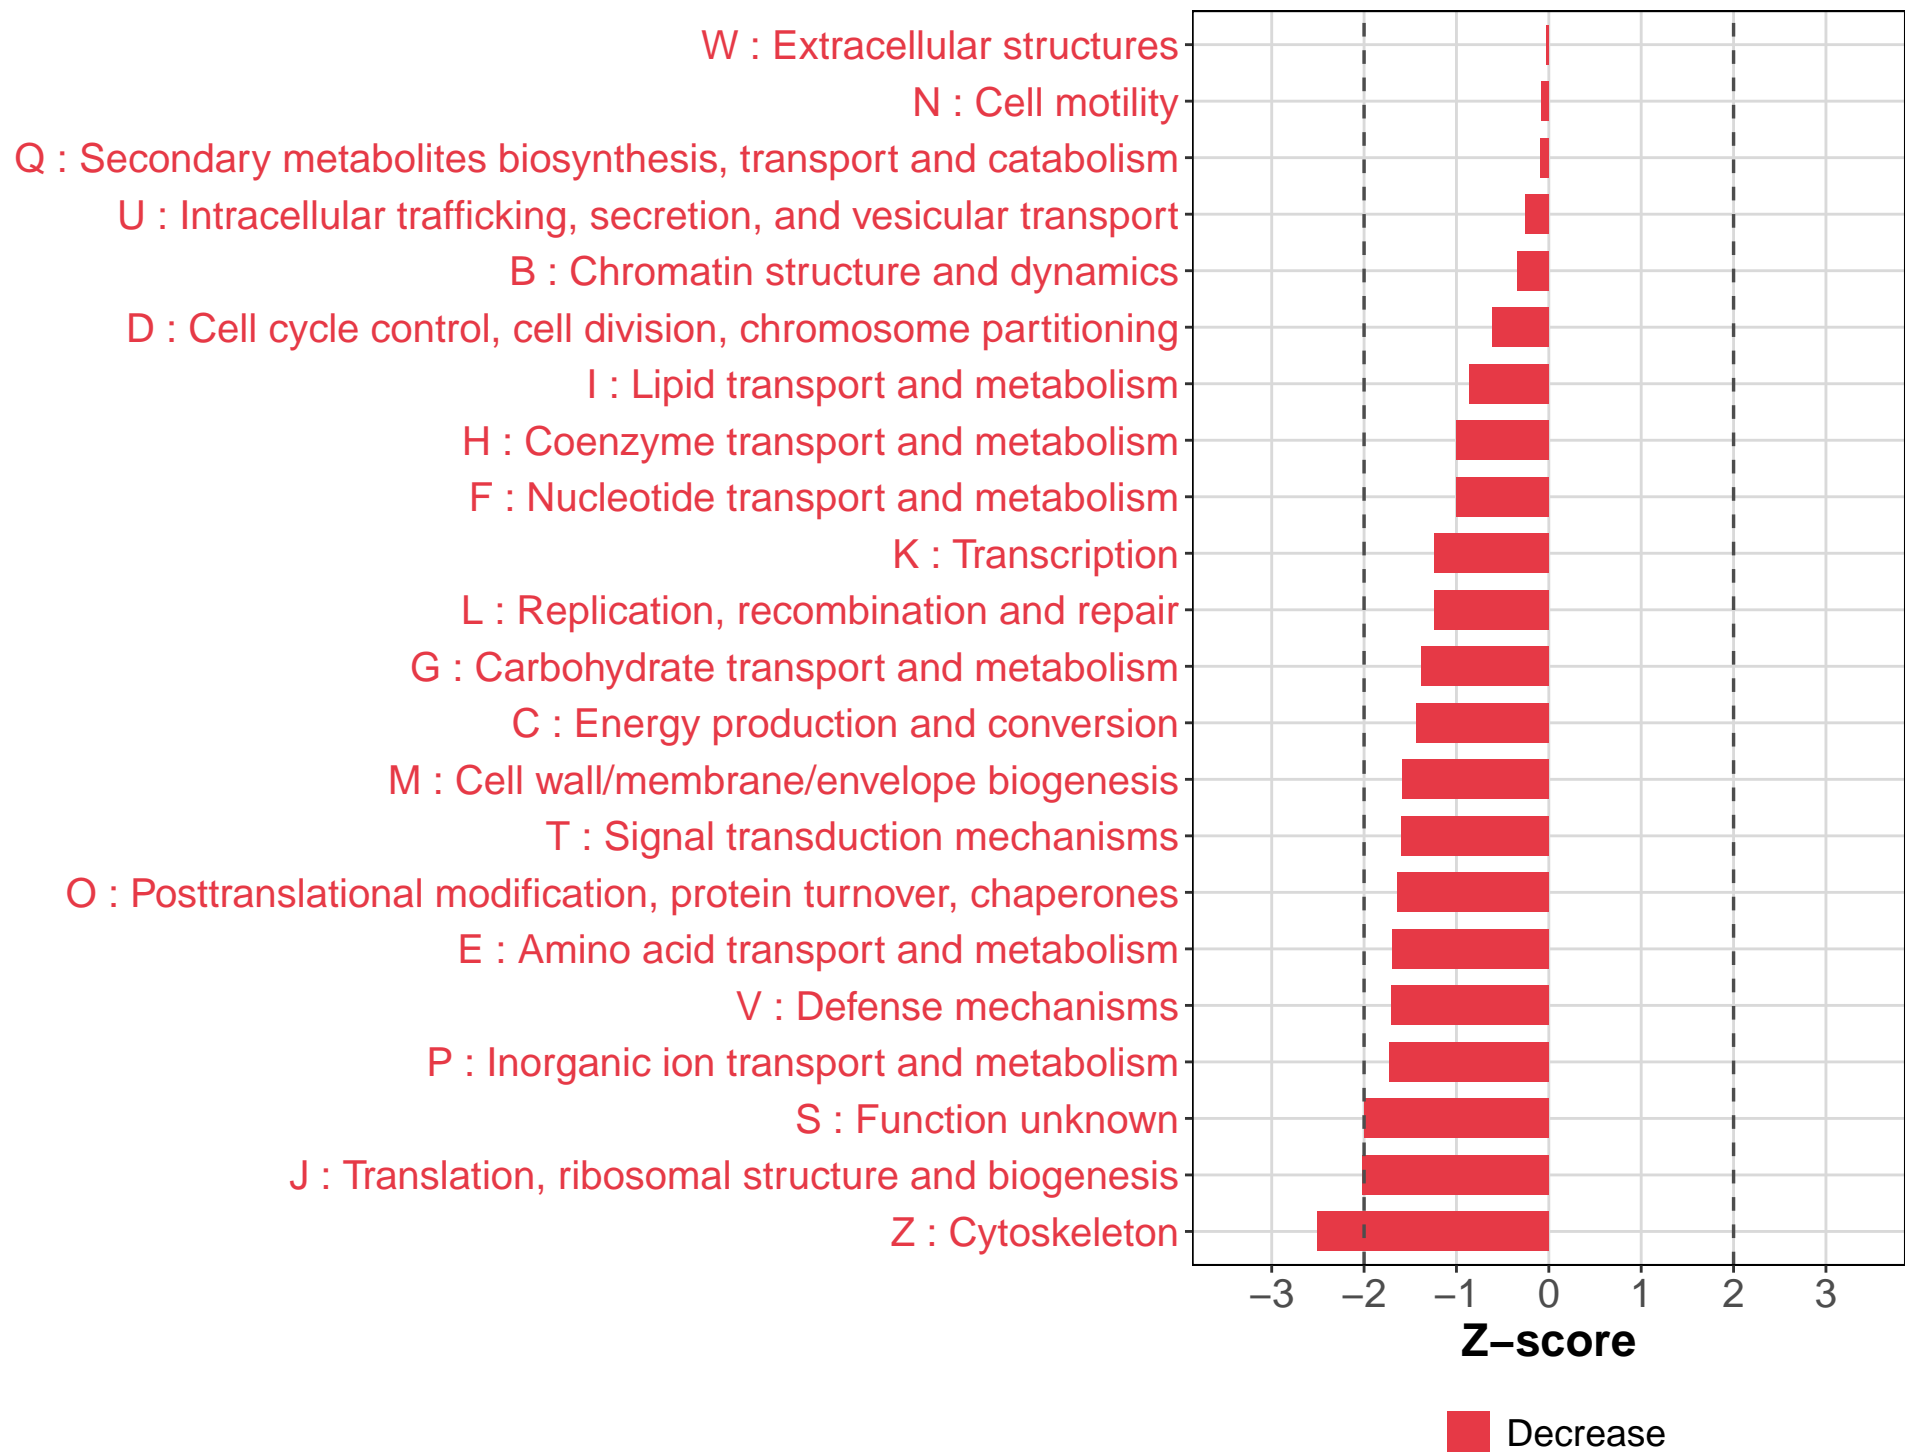 W : Extracellular structures
N : Cell motility
Q : Secondary metabolites biosynthesis, transport and catabolism
U : Intracellular trafficking, secretion, and vesicular transport
B : Chromatin structure and dynamics
D : Cell cycle control, cell division, chromosome partitioning
I : Lipid transport and metabolism
H : Coenzyme transport and metabolism
F : Nucleotide transport and metabolism
K : Transcription
L : Replication, recombination and repair
G : Carbohydrate transport and metabolism
C : Energy production and conversion
M : Cell wall/membrane/envelope biogenesis
T : Signal transduction mechanisms
O : Posttranslational modification, protein turnover, chaperones
E : Amino acid transport and metabolism
V : Defense mechanisms
P : Inorganic ion transport and metabolism
S : Function unknown
J : Translation, ribosomal structure and biogenesis
Z : Cytoskeleton
−3 −2 −1 0 1 2 3
Z−score
Decrease